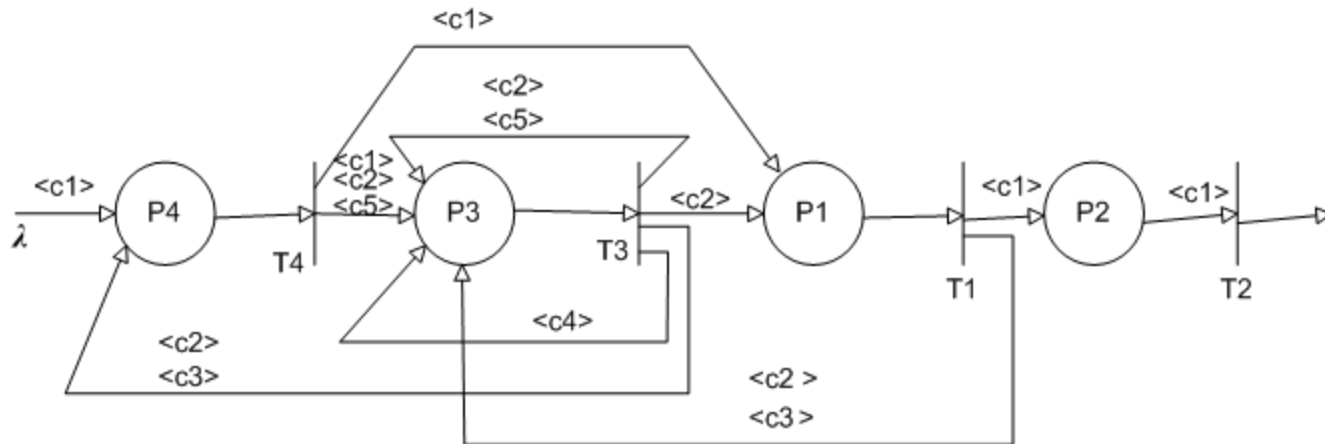 <c1>
<c2>
<c5>
<c1>
<c1>
<c2>
<c5>
<c2>
<c1>
<c1>
P4
P3
P1
P2
λ
T4
T3
T1
T2
<c4>
<c2>
<c3>
<c2 >
<c3 >